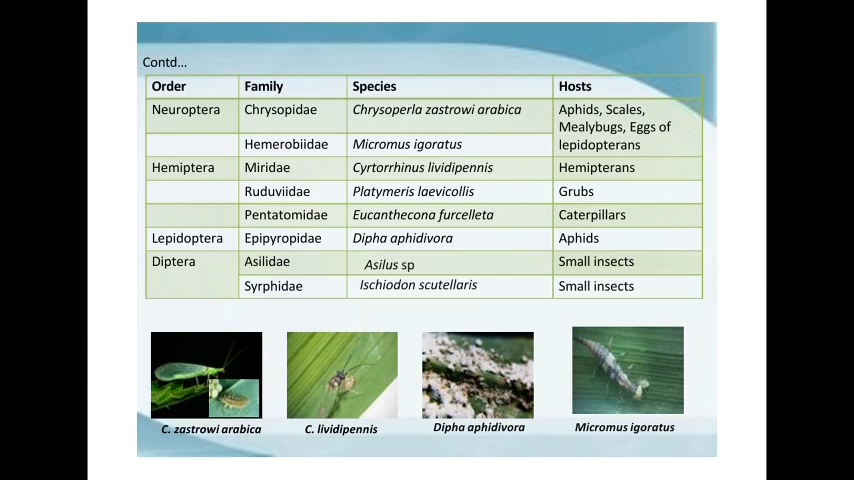 Contd...
Order Family Species Hosts
Neuroptera Chrysopidae Chrysoperla zastrowi arabica Aphids, Scales,
Mealybugs, Eggs of
Hemerobiidae Micromus igoratus lepidopterans
Hemiptera Miridae Cyrtorrhinus lividipennis Hemipterans
Ruduviidae Platymeris laevicollis Grubs
Pentatomidae Eucanthecona furcelleta Caterpillars
Lepidoptera Epipyropidae Dipha aphidivora Aphids
Diptera Asilidae Asilus sp Small insects
Syrphidae Ischiodon scutellaris Small insects
C. zastrowi arabica C. lividipennis Dipha aphidivora Micromus igoratus